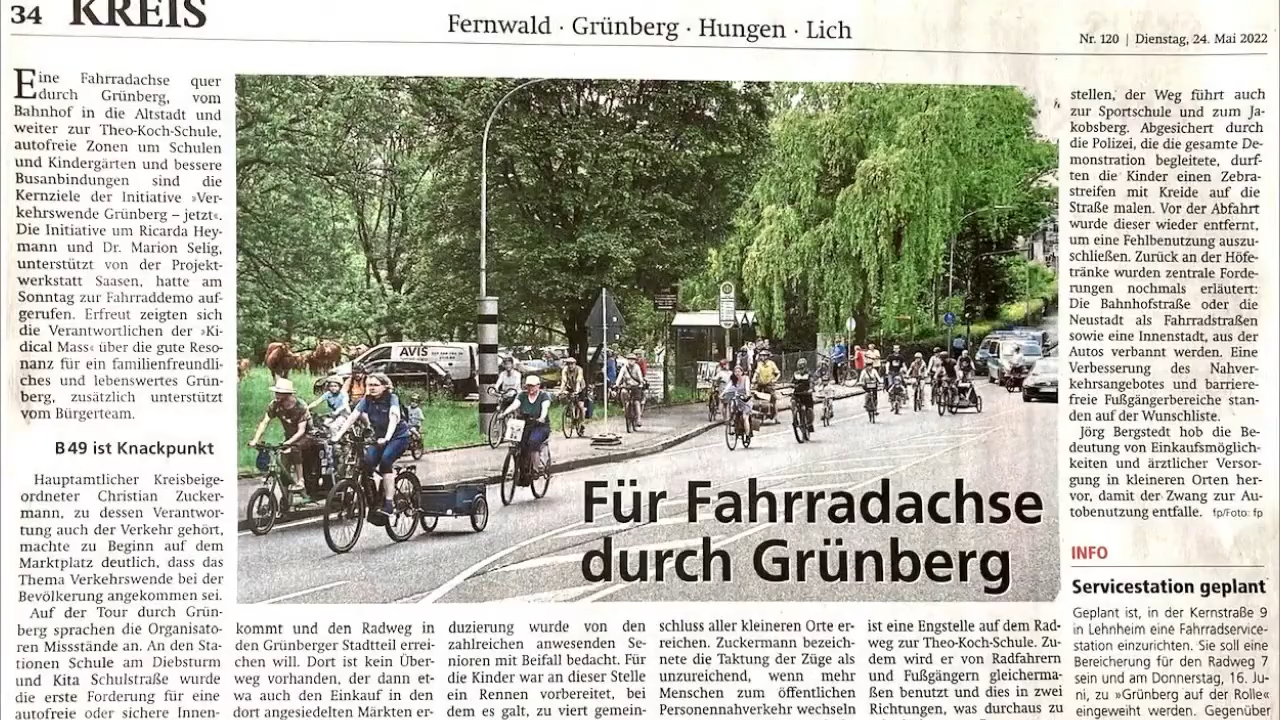 34 KREIS
Fernwald · Grünberg · Hungen · Lich
Nr. 120 | Dienstag, 24. Mai 2022
Eine Fahrradachse quer
durch Grünberg, vom
Bahnhof in die Altstadt und
weiter zur Theo-Koch-Schule,
autofreie Zonen um Schulen
und Kindergärten und bessere
Busanbindungen sind die
Kernziele der Initiative »Ver-
kehrswende Grünberg – jetzt«.
Die Initiative um Ricarda Hey-
mann und Dr. Marion Selig,
unterstützt von der Projekt-
werkstatt Saasen, hatte am
Sonntag zur Fahrraddemo auf-
gerufen. Erfreut zeigten sich
die Verantwortlichen der »Ki-
dical Mass« über die gute Reso-
nanz für ein familienfreundli-
ches und lebenswertes Grün-
berg, zusätzlich unterstützt
vom Bürgerteam.
B 49 ist Knackpunkt
Hauptamtlicher Kreisbeige-
ordneter Christian Zucker-
mann, zu dessen Verantwor-
tung auch der Verkehr gehört,
machte zu Beginn auf dem
Marktplatz deutlich, dass das
Thema Verkehrswende bei der
Bevölkerung angekommen sei.
Auf der Tour durch Grün-
berg sprachen die Organisato-
ren Missstände an. An den Sta-
tionen Schule am Diebsturm
und Kita Schulstraße wurde
die erste Forderung für eine
autofreie oder sichere Innen-
AVIS
Für Fahrradachse
durch Grünberg
kommt und den Radweg in
den Grünberger Stadtteil errei-
chen will. Dort ist kein Über-
weg vorhanden, der dann et-
wa auch den Einkauf in den
dort angesiedelten Märkten er-
duzierung wurde von den
zahlreichen anwesenden Se-
nioren mit Beifall bedacht. Für
die Kinder war an dieser Stelle
ein Rennen vorbereitet, bei
dem es galt, zu viert gemein-
schluss aller kleineren Orte er-
reichen. Zuckermann bezeich-
nete die Taktung der Züge als
unzureichend, wenn mehr
Menschen zum öffentlichen
Personennahverkehr wechseln
ist eine Engstelle auf dem Rad-
weg zur Theo-Koch-Schule. Zu-
dem wird er von Radfahrern
und Fußgängern gleicherma-
ßen benutzt und dies in zwei
Richtungen, was durchaus zu
stellen, der Weg führt auch
zur Sportschule und zum Ja-
kobsberg. Abgesichert durch
die Polizei, die die gesamte De-
monstration begleitete, durf-
ten die Kinder einen Zebra-
streifen mit Kreide auf die
Straße malen. Vor der Abfahrt
wurde dieser wieder entfernt,
um eine Fehlbenutzung auszu-
schließen. Zurück an der Höfe-
tränke wurden zentrale Forde-
rungen nochmals erläutert:
Die Bahnhofstraße oder die
Neustadt als Fahrradstraßen
sowie eine Innenstadt, aus der
Autos verbannt werden. Eine
Verbesserung des Nahver-
kehrsangebotes und barriere-
freie Fußgängerbereiche stan-
den auf der Wunschliste.
Jörg Bergstedt hob die Be-
deutung von Einkaufsmöglich-
keiten und ärztlicher Versor-
gung in kleineren Orten her-
vor, damit der Zwang zur Au-
tobenutzung entfalle. fp/Foto: fp
INFO
Servicestation geplant
Geplant ist, in der Kernstraße 9
in Lehnheim eine Fahrradservice-
station einzurichten. Sie soll eine
Bereicherung für den Radweg 7
sein und am Donnerstag, 16. Ju-
ni, zu »Grünberg auf der Rolle«
eingeweiht werden. Gegenüber